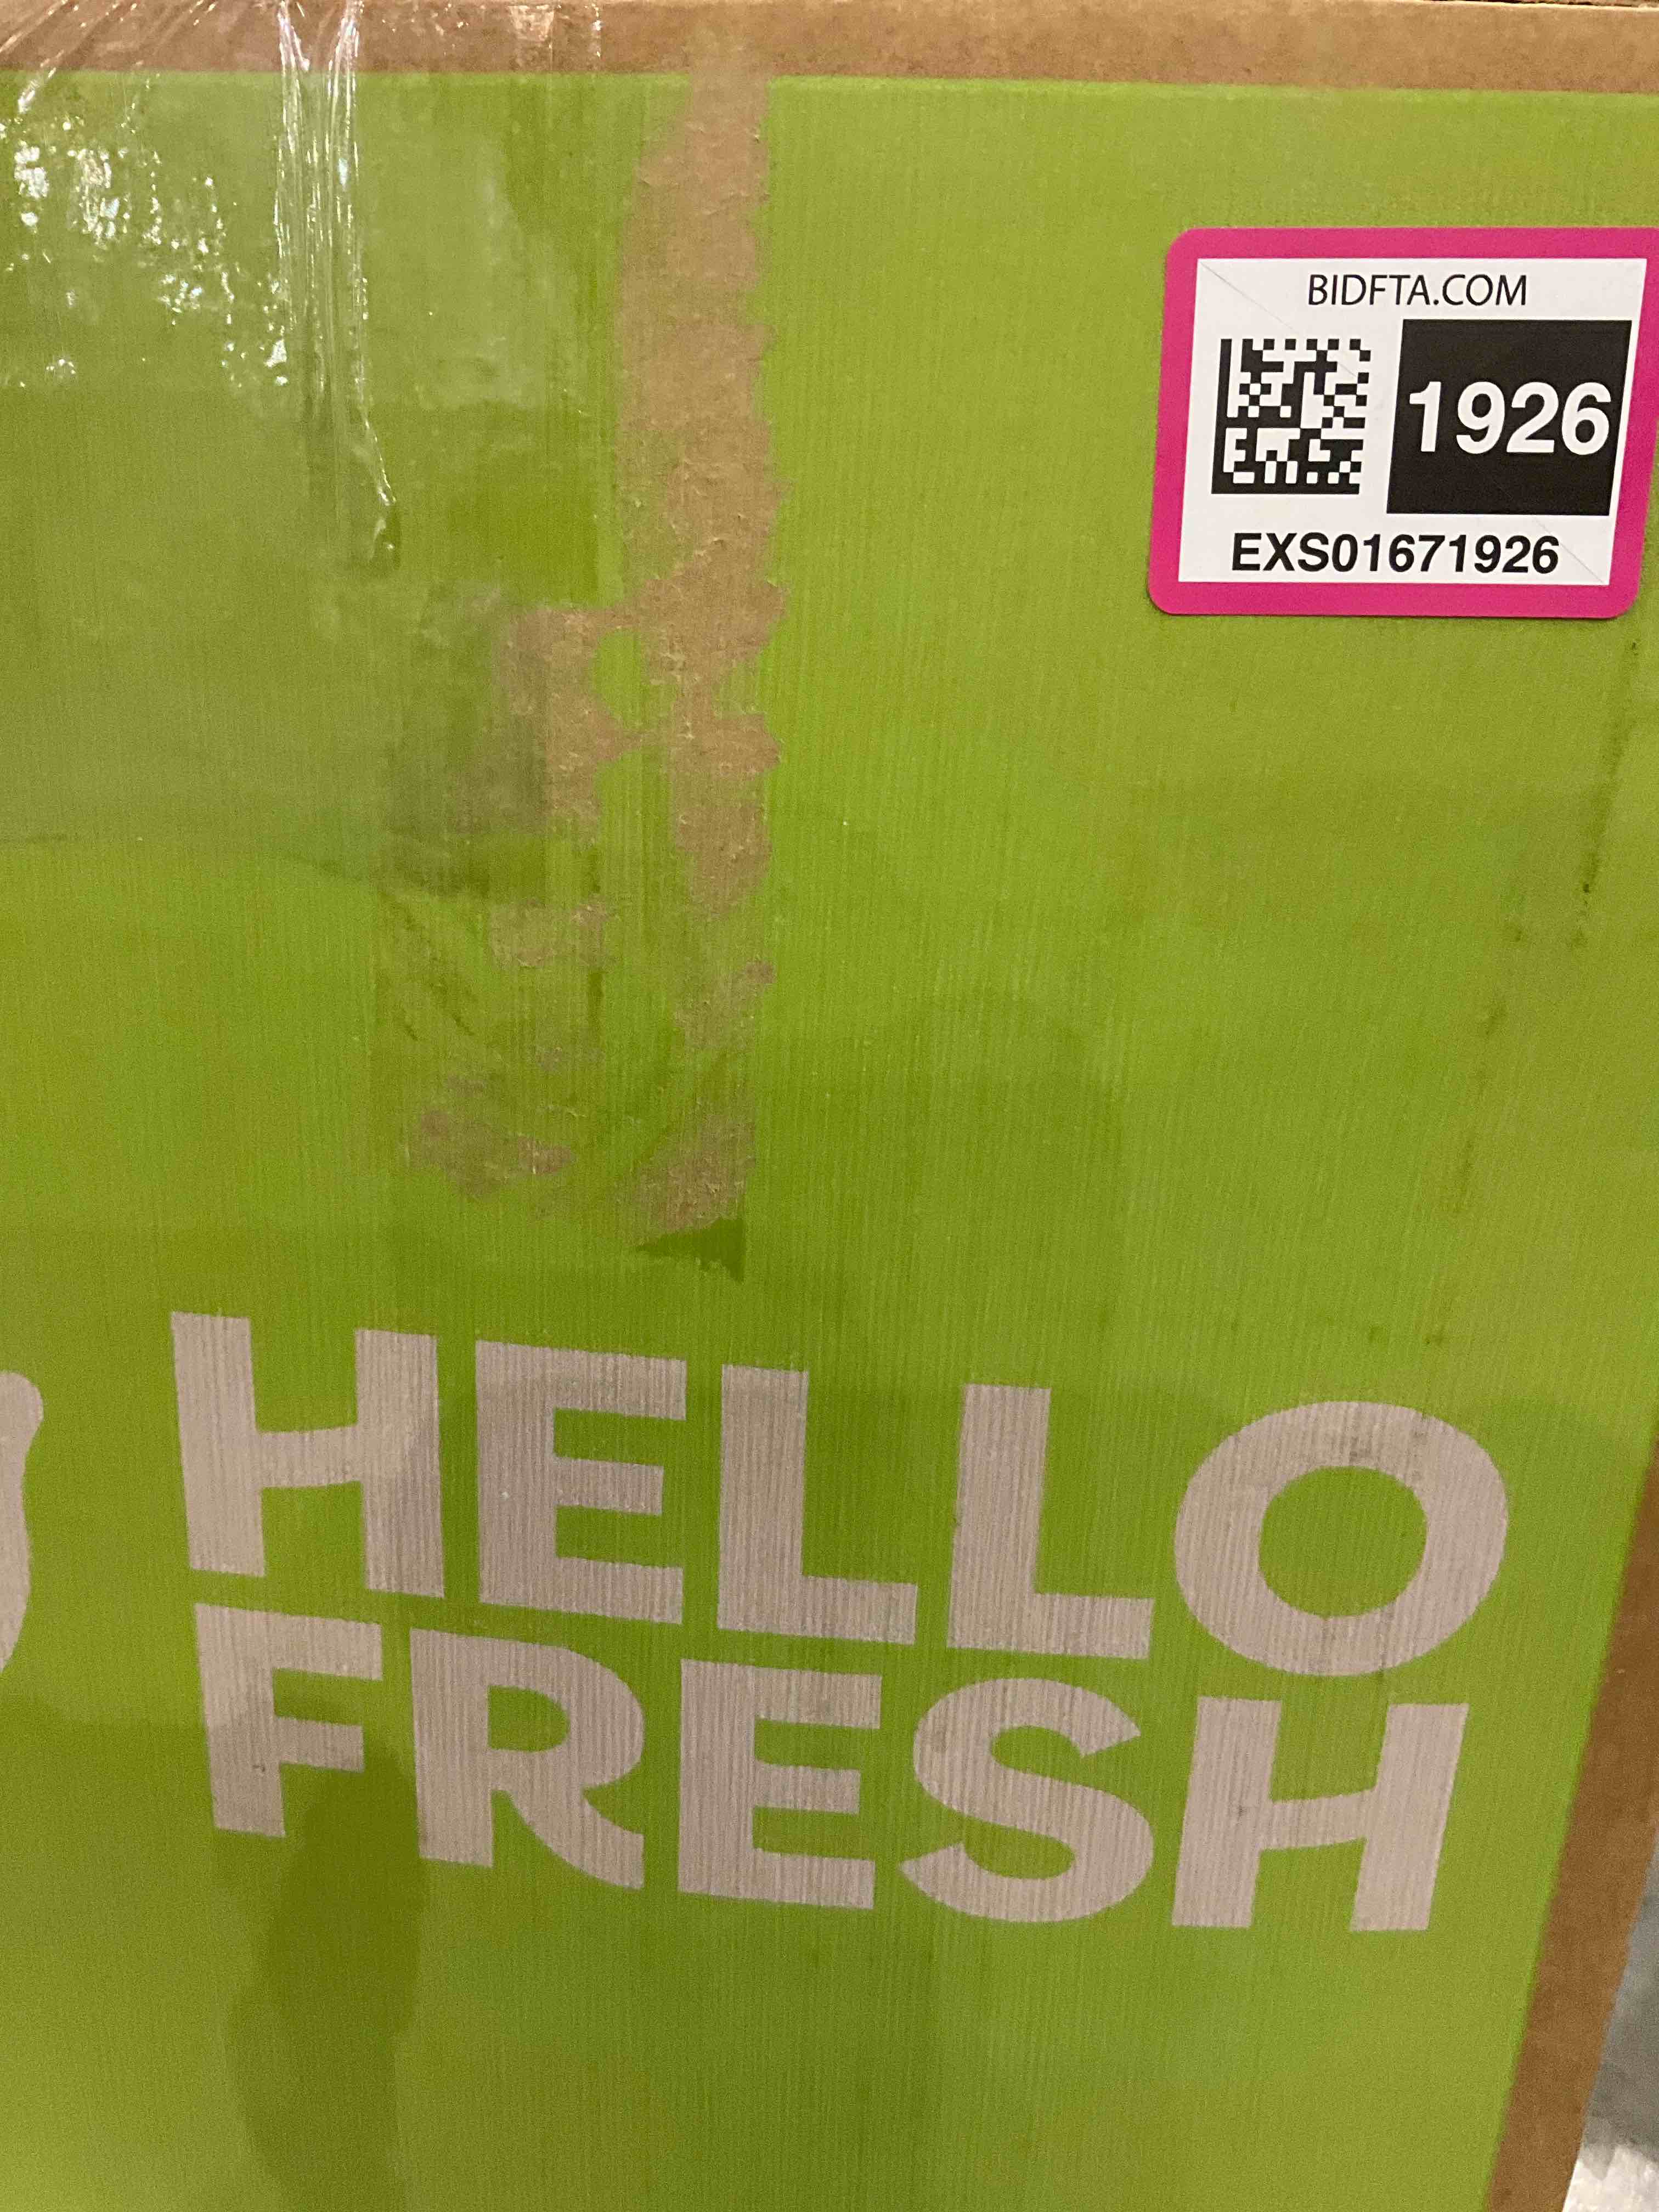 BIDFTA.COM
1926
EXS01671926
HELLO
FRESH